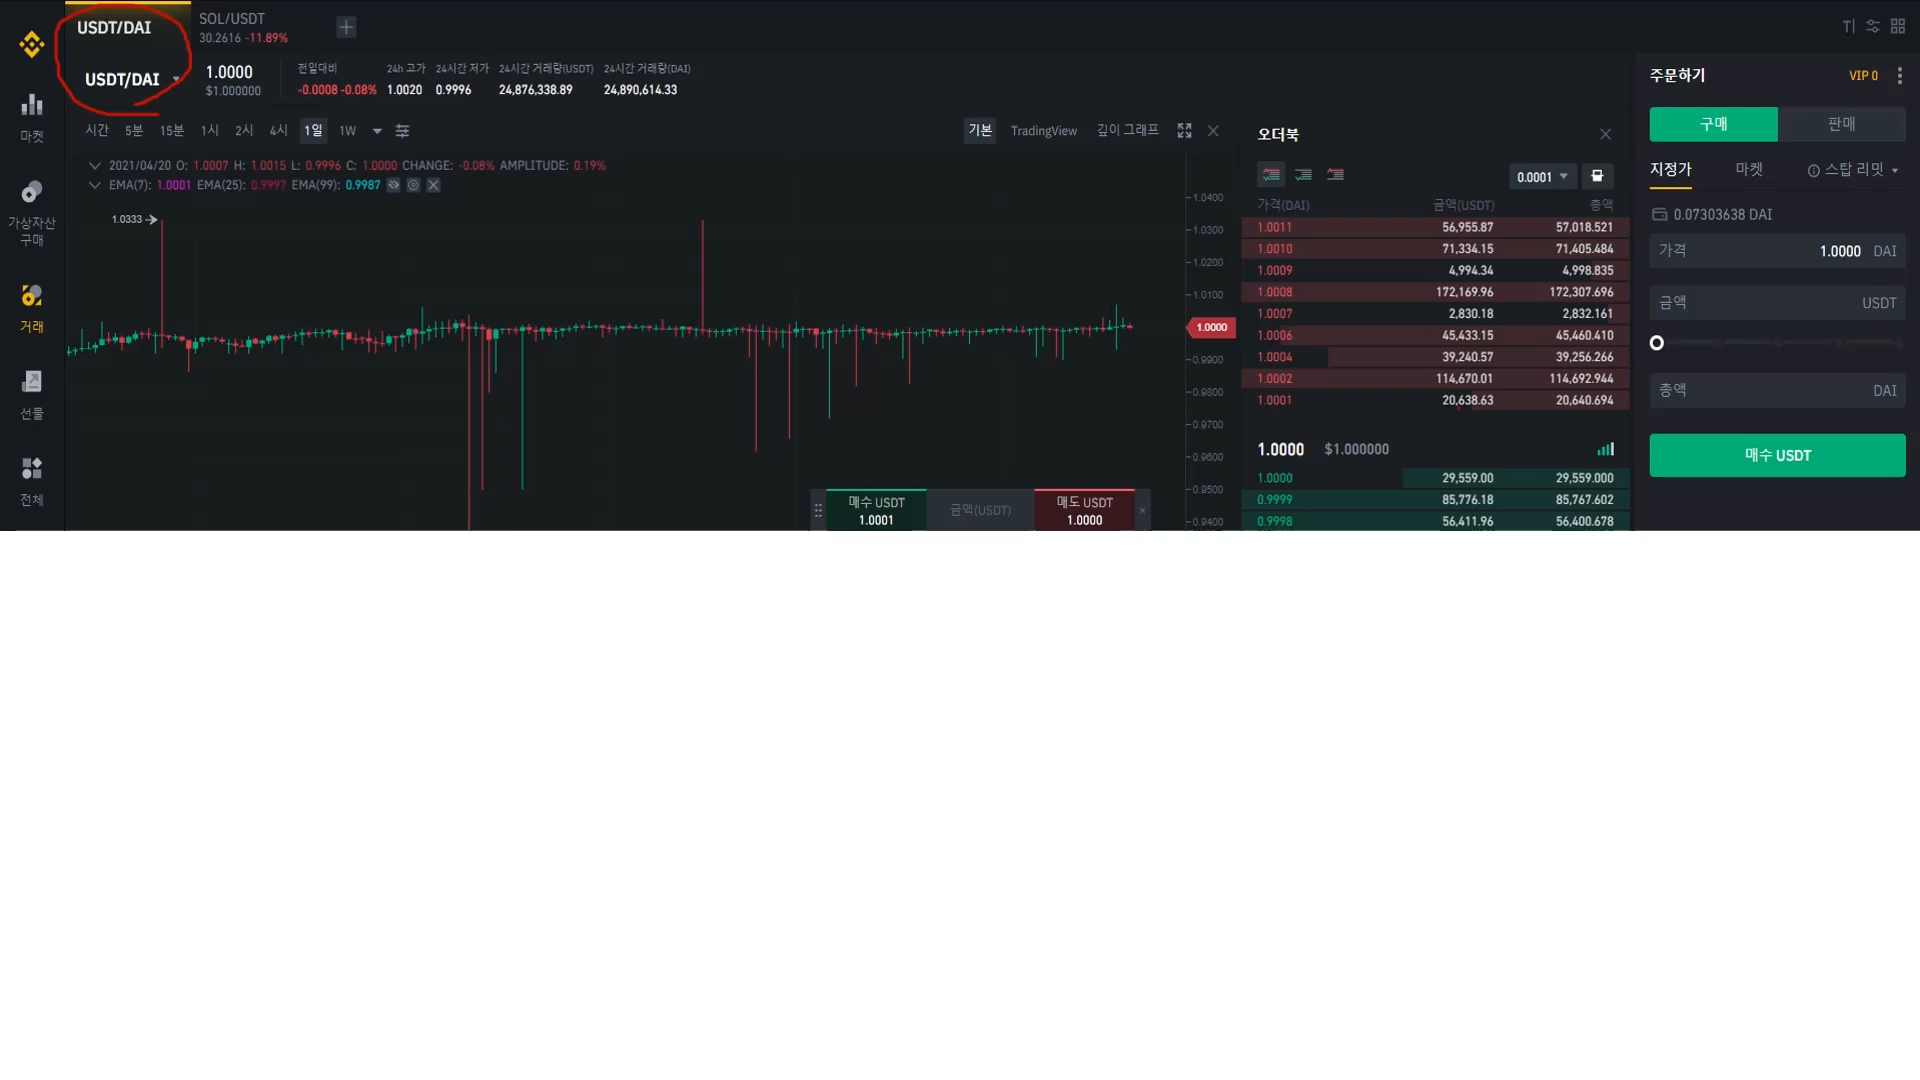 USDT/DAI
SOL/USDT
30.2616 -11.89%
USDT/DAI
1.0000
$1.000000
전일대비
-0.0008 -0.08%
24h 고가
1.0020
24시간 저가
0.9996
24시간 거래량(USDT)
24,876,338.89
24시간 거래량(DAI)
24,890,614.33
마켓
가상자산
구매
거래
선물
전체
시간 5분 15분 1시 2시 4시 1일 1W
기본 TradingView 깊이 그래프
2021/04/20 O: 1.0007 H: 1.0015 L: 0.9996 C: 1.0000 CHANGE: -0.08% AMPLITUDE: 0.19%
EMA(7): 1.0001 EMA(25): 0.9997 EMA(99): 0.9987
1.0333
1.0400
1.0300
1.0200
1.0100
1.0000
0.9900
0.9800
0.9700
0.9600
0.9500
0.9400
매수 USDT
1.0001
금액(USDT)
매도 USDT
1.0000
오더북
0.0001
가격(DAI) 금액(USDT) 총액
1.0011 56,955.87 57,018.521
1.0010 71,334.15 71,405.484
1.0009 4,994.34 4,998.835
1.0008 172,169.96 172,307.696
1.0007 2,830.18 2,832.161
1.0006 45,433.15 45,460.410
1.0004 39,240.57 39,256.266
1.0002 114,670.01 114,692.944
1.0001 20,638.63 20,640.694
1.0000 $1.000000
1.0000 29,559.00 29,559.000
0.9999 85,776.18 85,767.602
0.9998 56,411.96 56,400.678
주문하기 VIP 0
구매 판매
지정가 마켓 스탑 리밋
0.07303638 DAI
가격 1.0000 DAI
금액 USDT
총액 DAI
매수 USDT